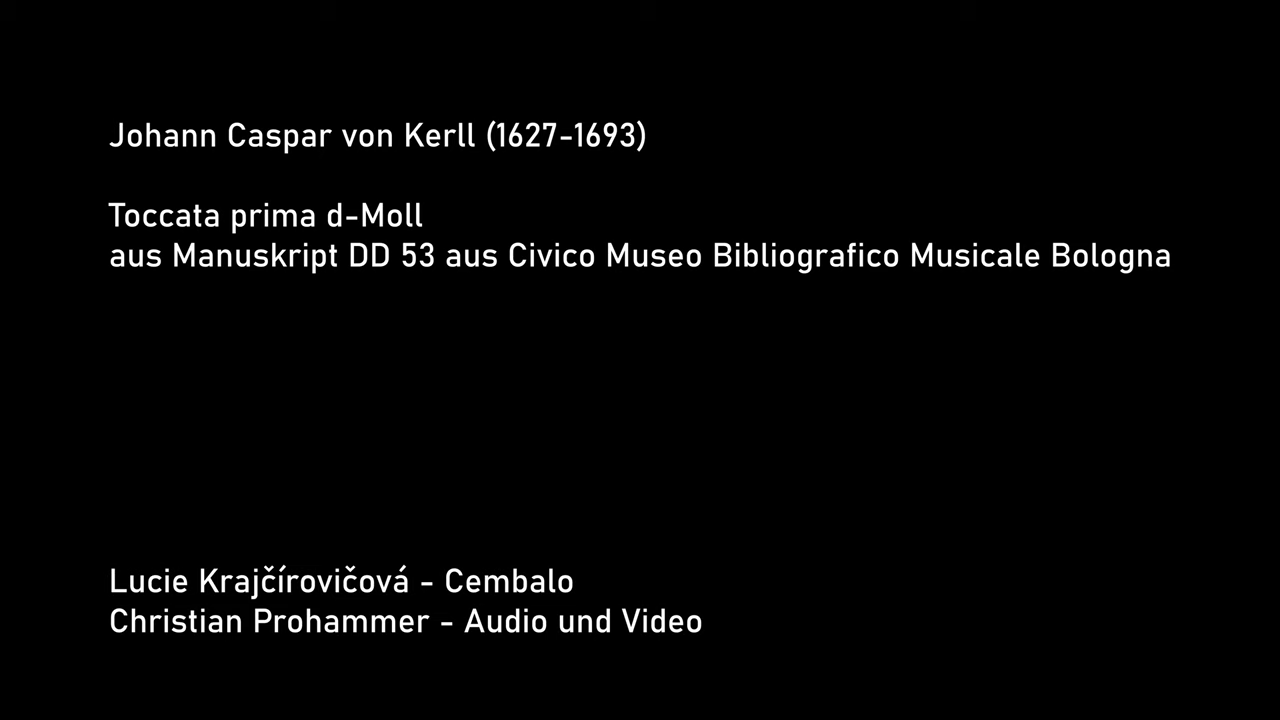 Johann Caspar von Kerll (1627-1693)
Toccata prima d-Moll
aus Manuskript DD 53 aus Civico Museo Bibliografico Musicale Bologna
Lucie Krajčírovičová - Cembalo
Christian Prohammer - Audio und Video